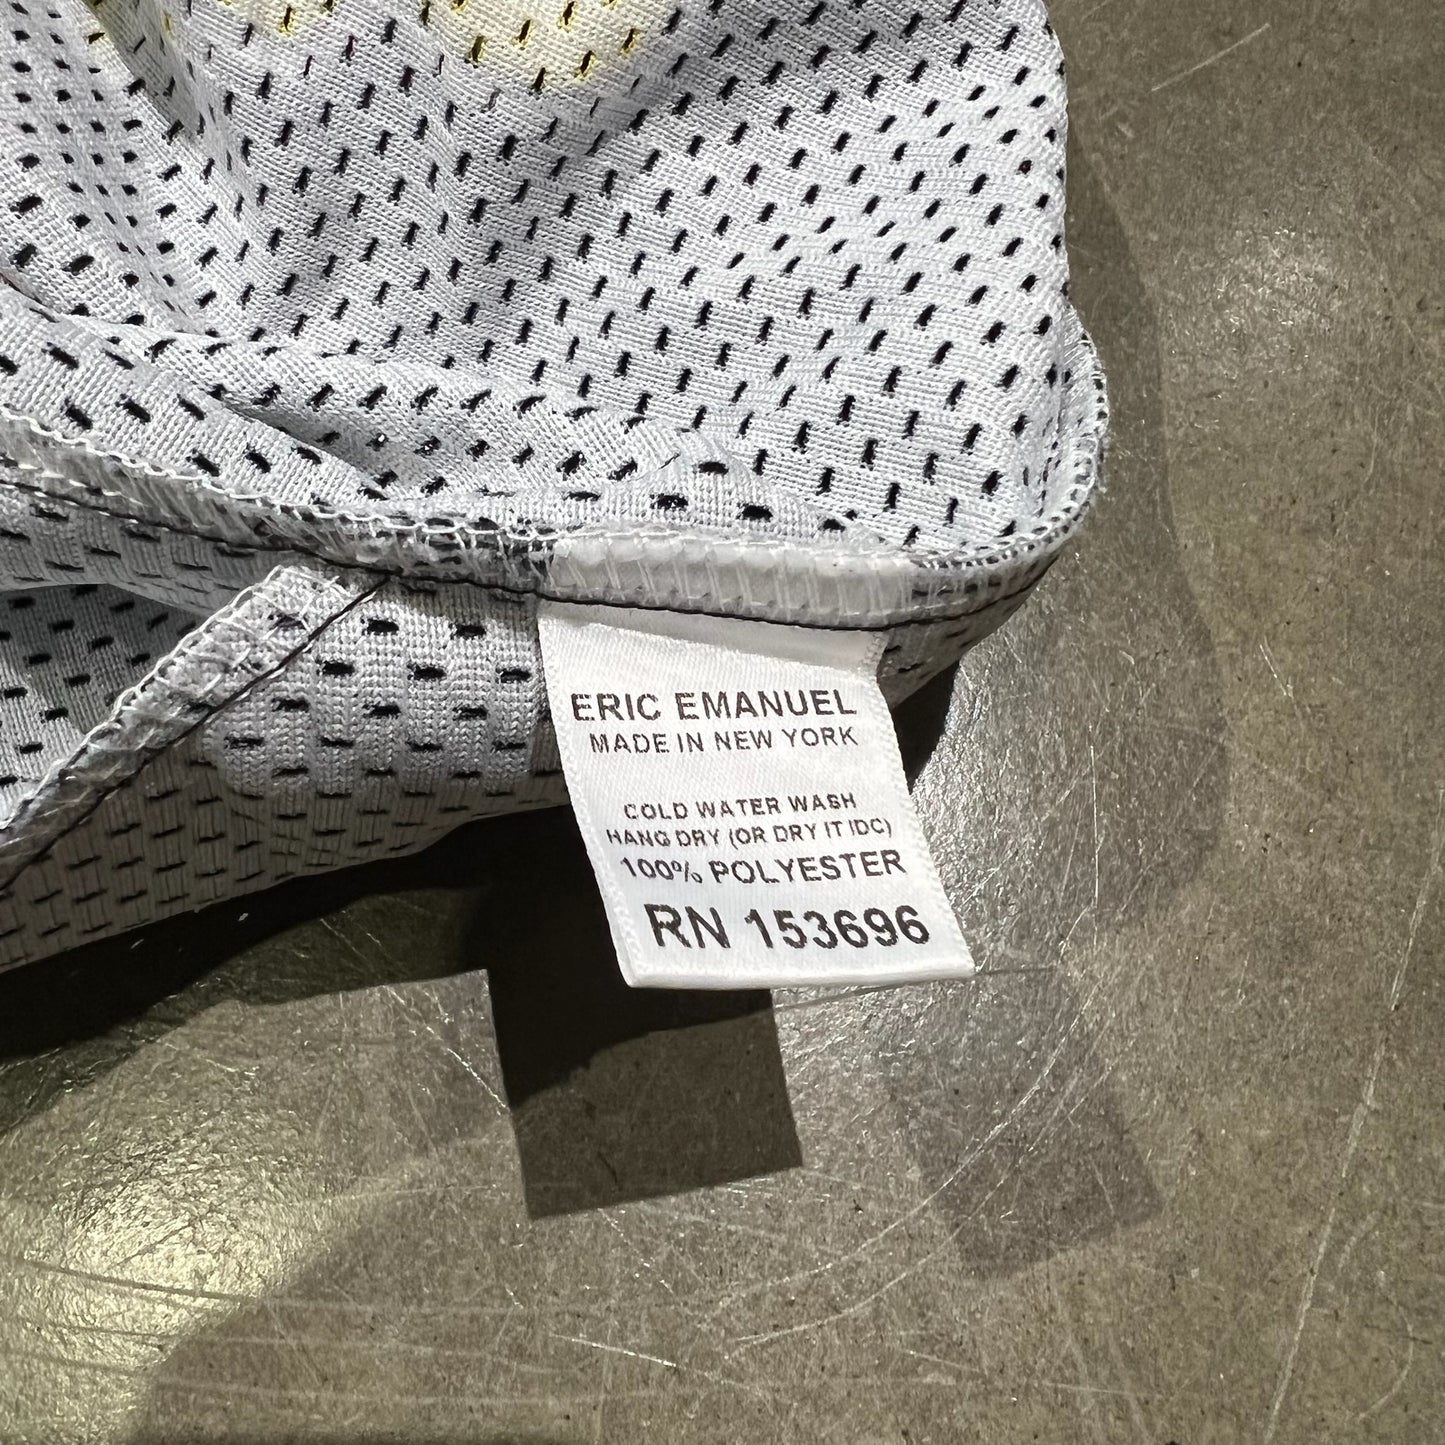 ERIC EMANUEL
MADE IN NEW YORK
COLD WATER WASH
HANG DRY (OR DRY IT IDC)
100% POLYESTER
RN 153696